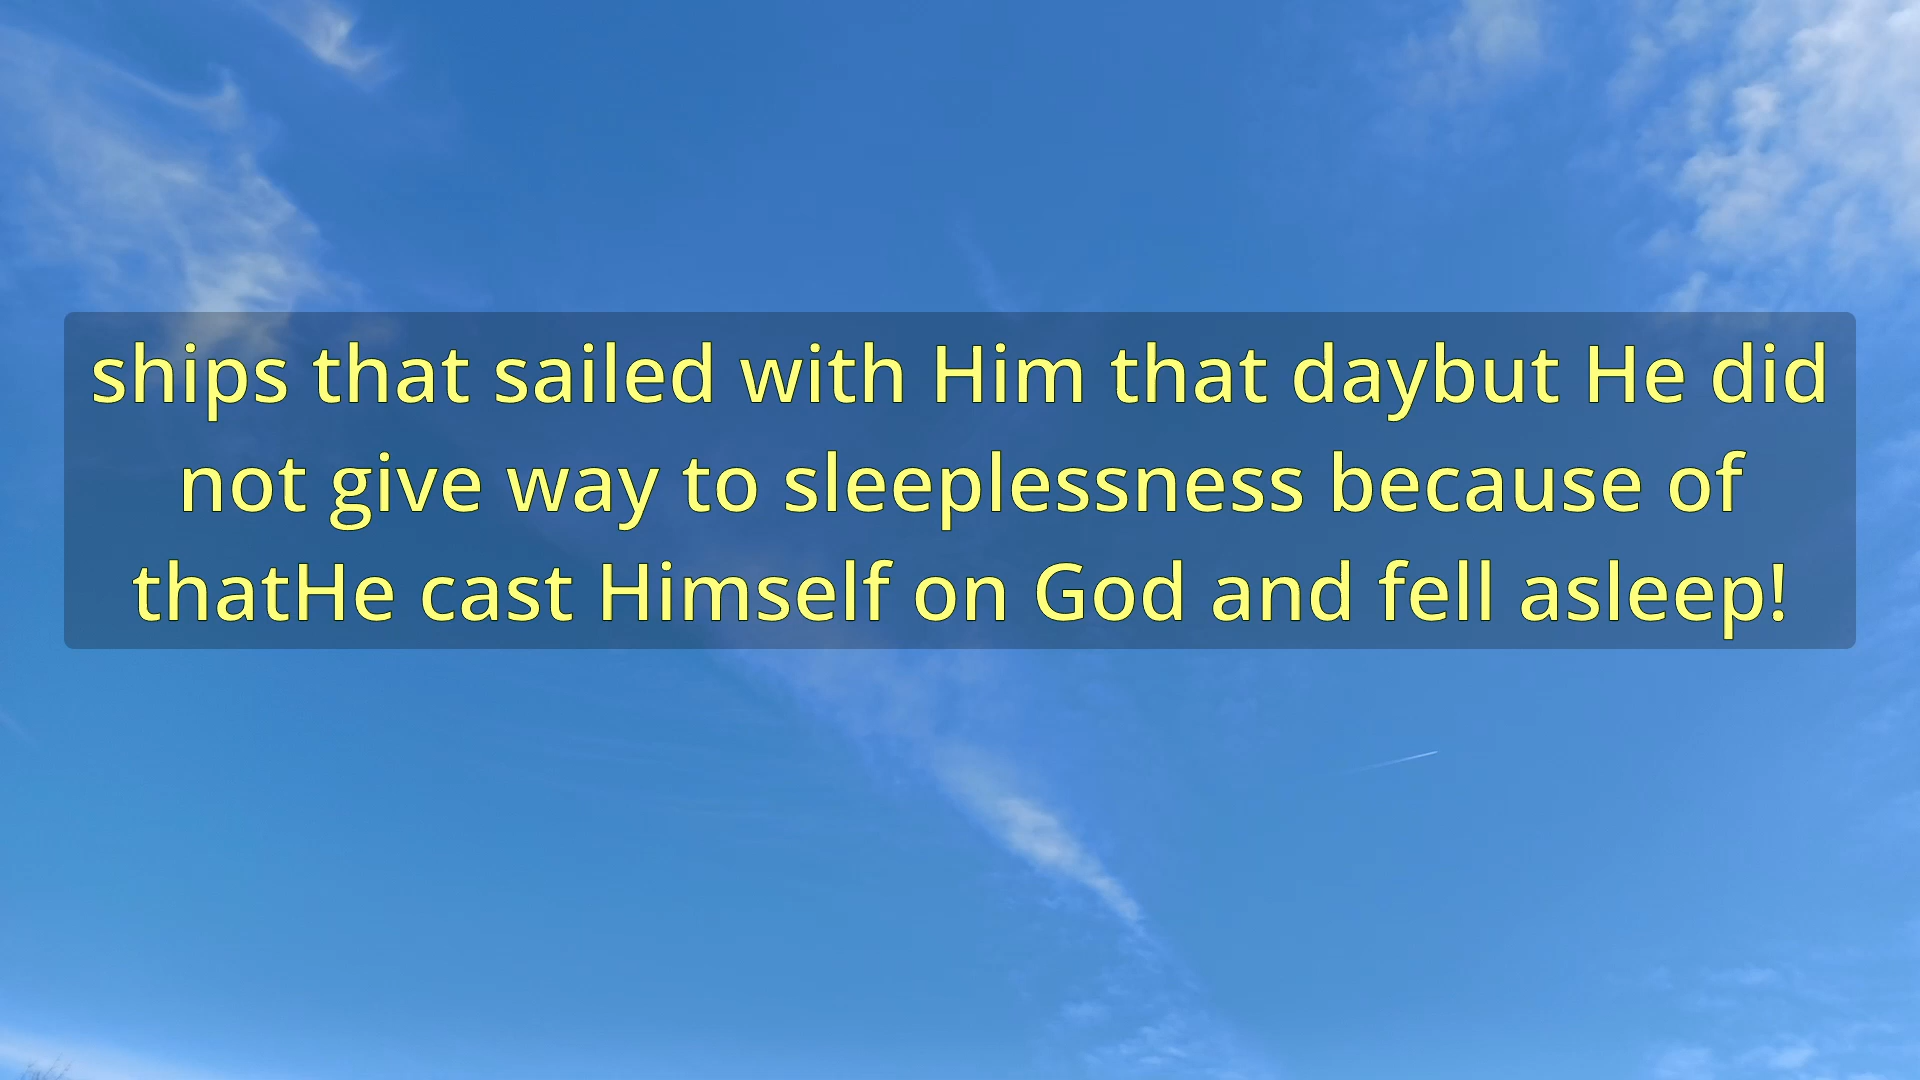 ships that sailed with Him that daybut He did
not give way to sleeplessness because of
thatHe cast Himself on God and fell asleep!